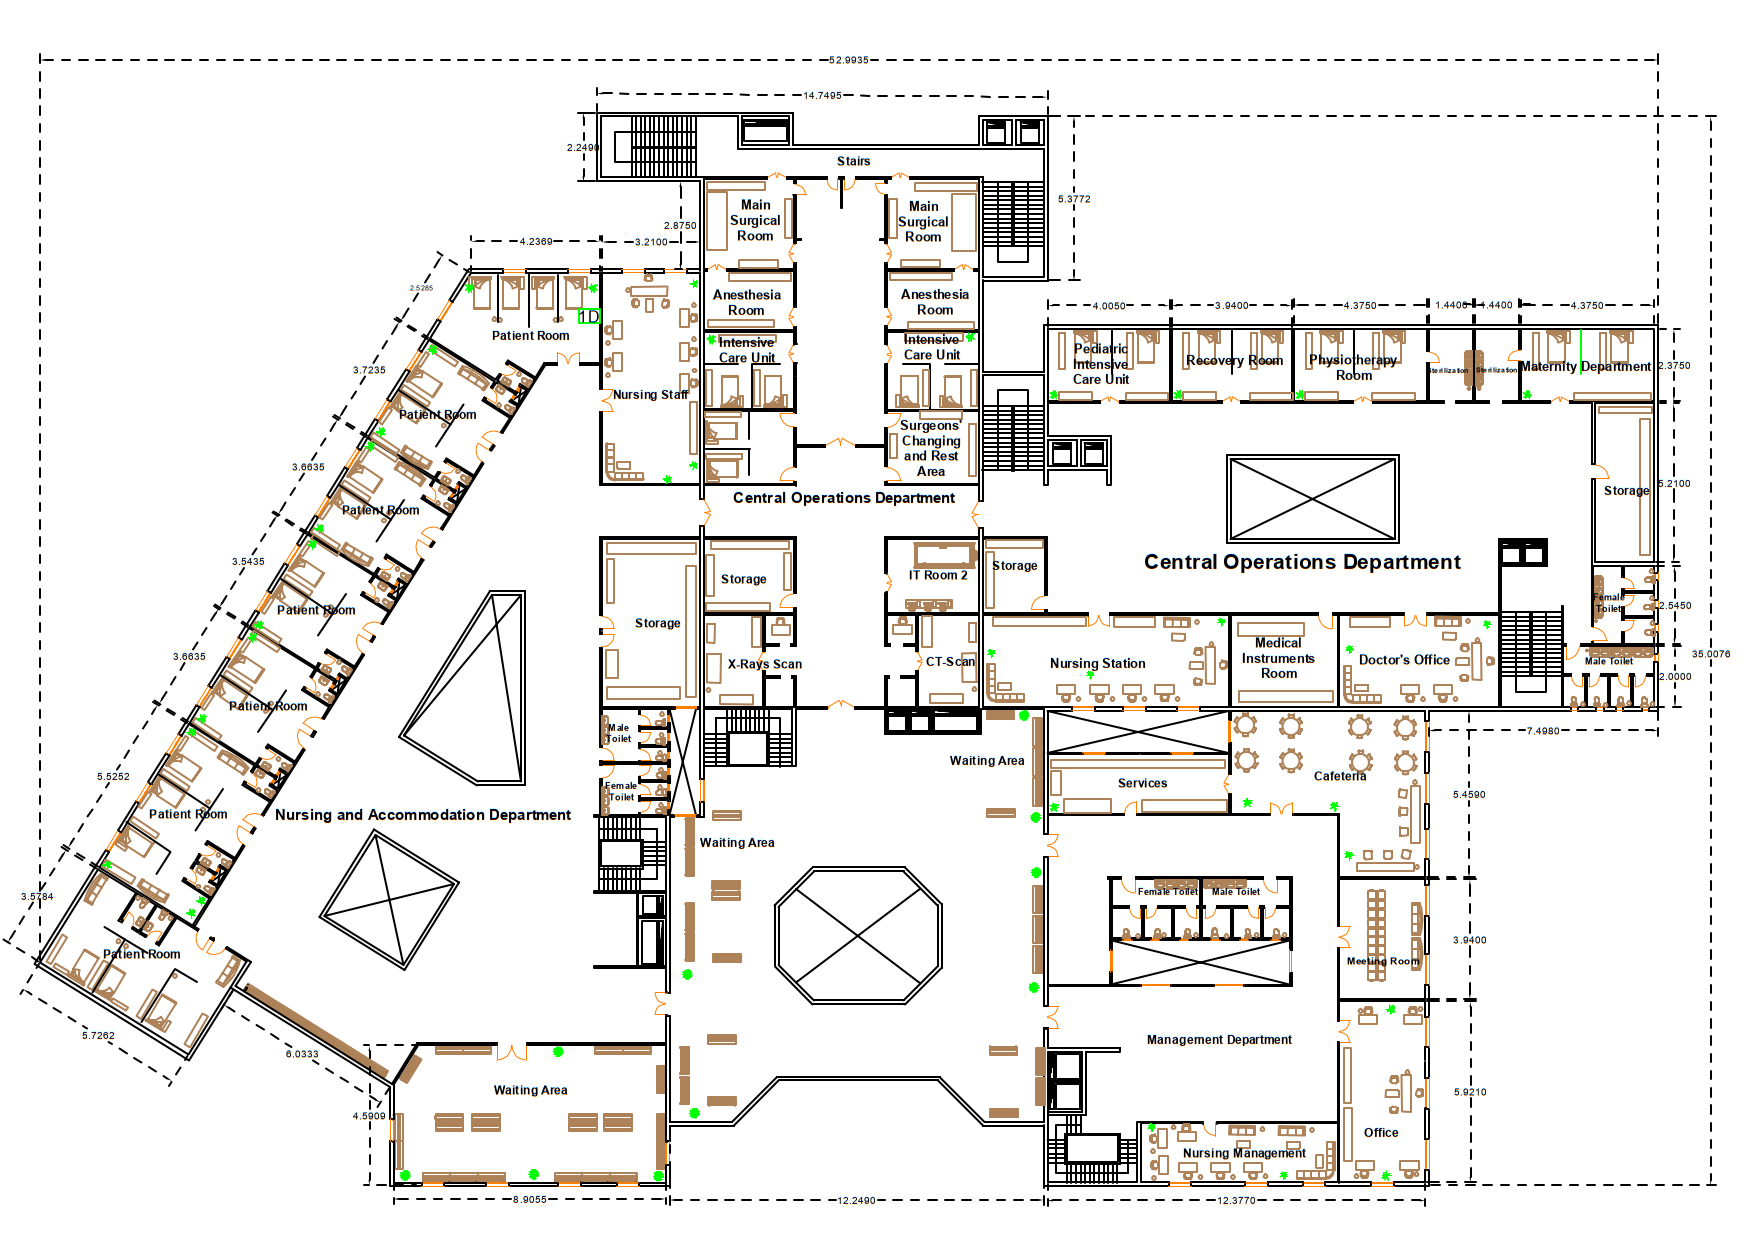 52.9935
14.7495
2.2490
Stairs
5.3772
Main
Surgical
Room
Main
Surgical
Room
2.8750
4.2369
3.2100
2.5285
Anesthesia
Room
Anesthesia
Room
4.0050
3.9400
4.3750
1.4400
1.4400
4.3750
1D
Patient Room
Intensive
Care Unit
Intensive
Care Unit
Pediatric
Intensive
Care Unit
Recovery Room
Physiotherapy
Room
Sterilization
Sterilization
Maternity Department
2.3750
3.7235
Nursing Staff
Patient Room
Surgeons'
Changing
and Rest
Area
3.6635
Storage
5.2100
Central Operations Department
Patient Room
3.5435
Central Operations Department
Storage
IT Room 2
Storage
Female
Toilet
2.5450
Patient Room
Storage
3.6635
X-Rays Scan
CT-Scan
Nursing Station
Medical
Instruments
Room
Doctor's Office
Male Toilet
35.0076
2.0000
Patient Room
Male
Toilet
7.4980
Waiting Area
5.5252
Services
Cafeteria
Female
Toilet
5.4590
Patient Room
Nursing and Accommodation Department
Waiting Area
3.5784
Female Toilet
Male Toilet
Patient Room
Meeting Room
3.9400
5.7262
6.0333
Management Department
Waiting Area
5.9210
4.5909
Office
Nursing Management
8.9055
12.2490
12.3770